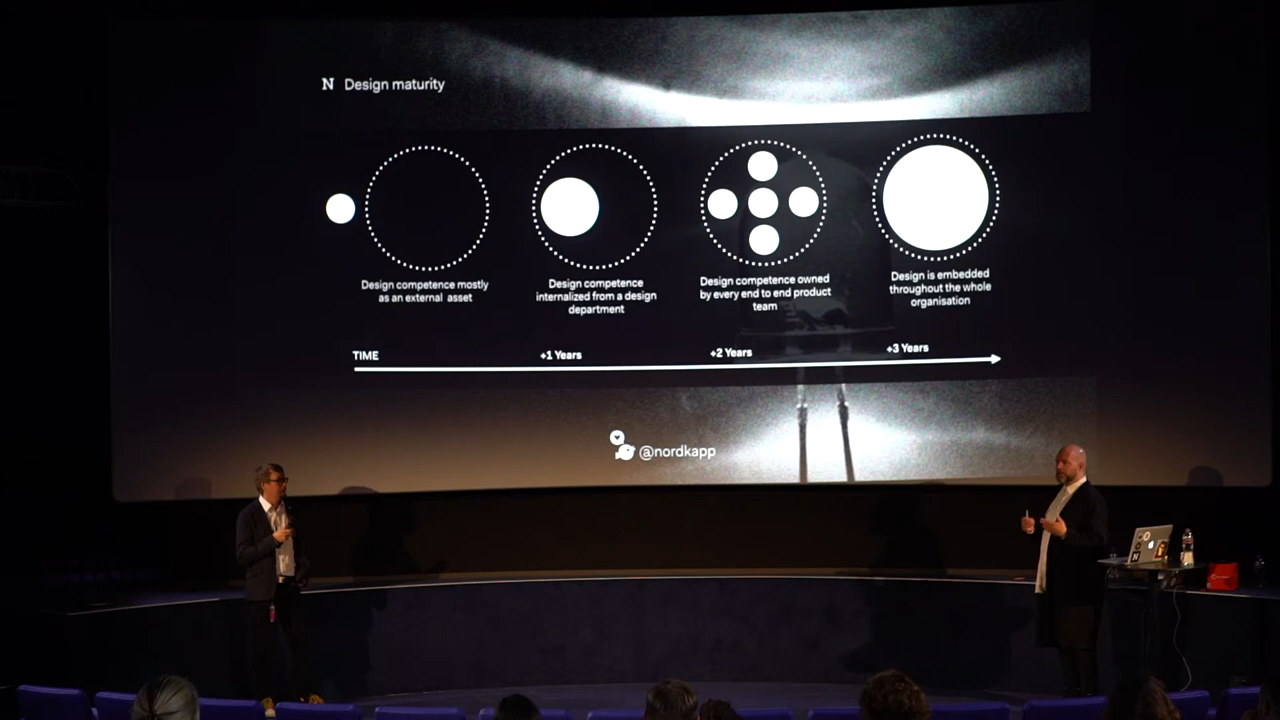 N Design maturity
Design competence mostly
as an external asset
Design competence
internalized from a design
department
Design competence owned
by every end to end product
team
Design is embedded
throughout the whole
organisation
TIME
+1 Years
+2 Years
+3 Years
@nordkapp
N